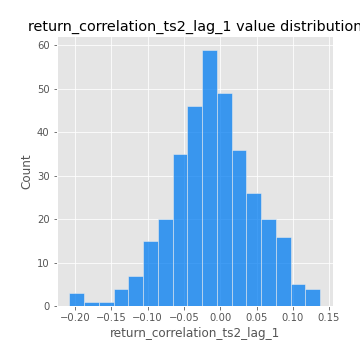 return_correlation_ts2_lag_1 value distribution
60
50
40
30
20
10
0
Count
−0.20 −0.15 −0.10 −0.05 0.00 0.05 0.10 0.15
return_correlation_ts2_lag_1